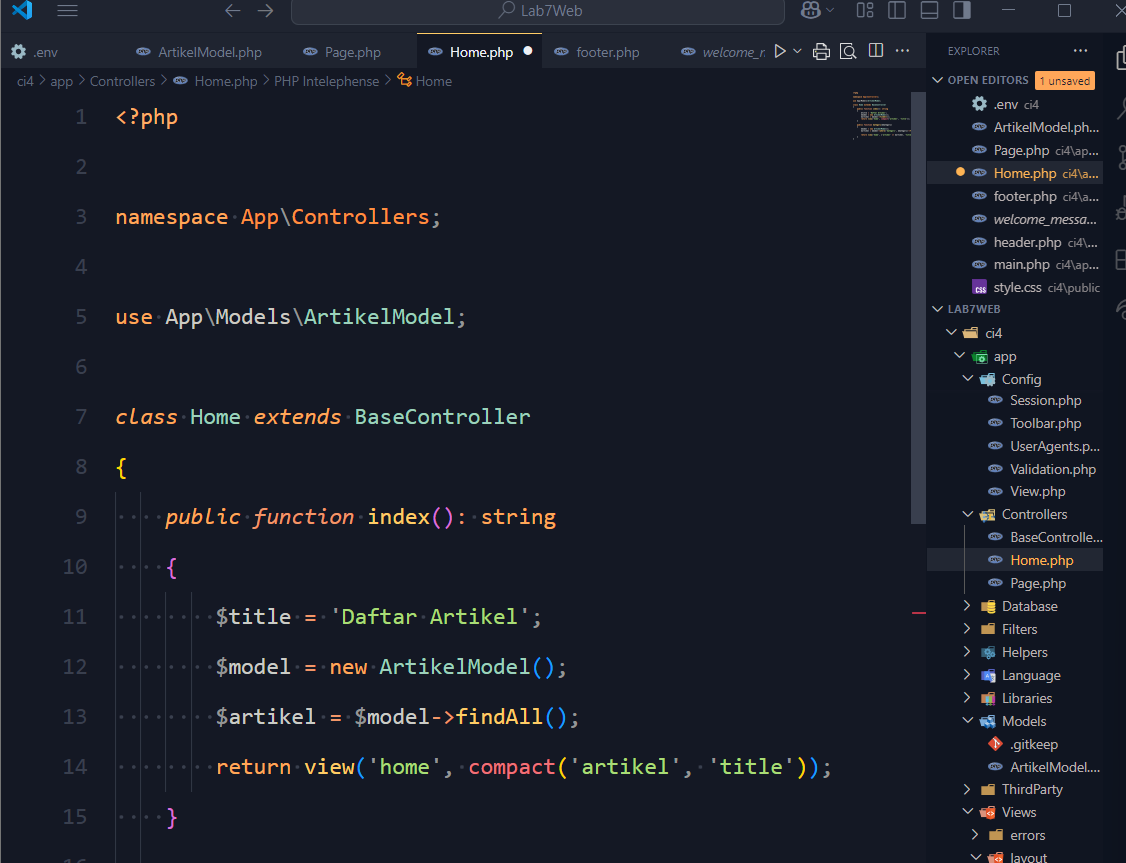 Lab7Web
.env
ArtikelModel.php
Page.php
Home.php
footer.php
welcome_r
ci4 > app > Controllers > Home.php > PHP Intelephense > Home
1 <?php
2
3 namespace App\Controllers;
4
5 use App\Models\ArtikelModel;
6
7 class Home extends BaseController
8 {
9 public function index(): string
10 {
11 $title = 'Daftar Artikel';
12 $model = new ArtikelModel();
13 $artikel = $model->findAll();
14 return view('home', compact('artikel', 'title'));
15 }
EXPLORER
OPEN EDITORS 1 unsaved
.env ci4
ArtikelModel.ph...
Page.php ci4\ap...
Home.php ci4\a...
footer.php ci4\a...
welcome_messa...
header.php ci4\...
main.php ci4\ap...
style.css ci4\public
LAB7WEB
ci4
app
Config
Session.php
Toolbar.php
UserAgents.p...
Validation.php
View.php
Controllers
BaseControlle...
Home.php
Page.php
Database
Filters
Helpers
Language
Libraries
Models
.gitkeep
ArtikelModel....
ThirdParty
Views
errors
layout